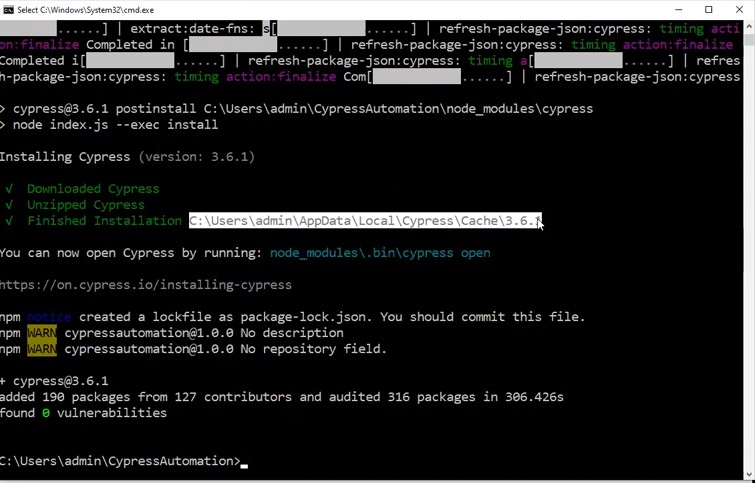 Select C:\Windows\System32\cmd.exe
......] | extract:date-fns: s[ ......] | refresh-package-json:cypress: timing acti
on:finalize Completed in [ ......] | refresh-package-json:cypress: timing action:finalize
Completed i[ ......] | refresh-package-json:cypress: timing a[ ......] | refres
h-package-json:cypress: timing action:finalize Com[ ......] | refresh-package-json:cypress
> cypress@3.6.1 postinstall C:\Users\admin\CypressAutomation\node_modules\cypress
> node index.js --exec install
Installing Cypress (version: 3.6.1)
√ Downloaded Cypress
√ Unzipped Cypress
√ Finished Installation C:\Users\admin\AppData\Local\Cypress\Cache\3.6.1
You can now open Cypress by running: node_modules\.bin\cypress open
https://on.cypress.io/installing-cypress
npm notice created a lockfile as package-lock.json. You should commit this file.
npm WARN cypressautomation@1.0.0 No description
npm WARN cypressautomation@1.0.0 No repository field.
+ cypress@3.6.1
added 190 packages from 127 contributors and audited 316 packages in 306.426s
found 0 vulnerabilities
C:\Users\admin\CypressAutomation>